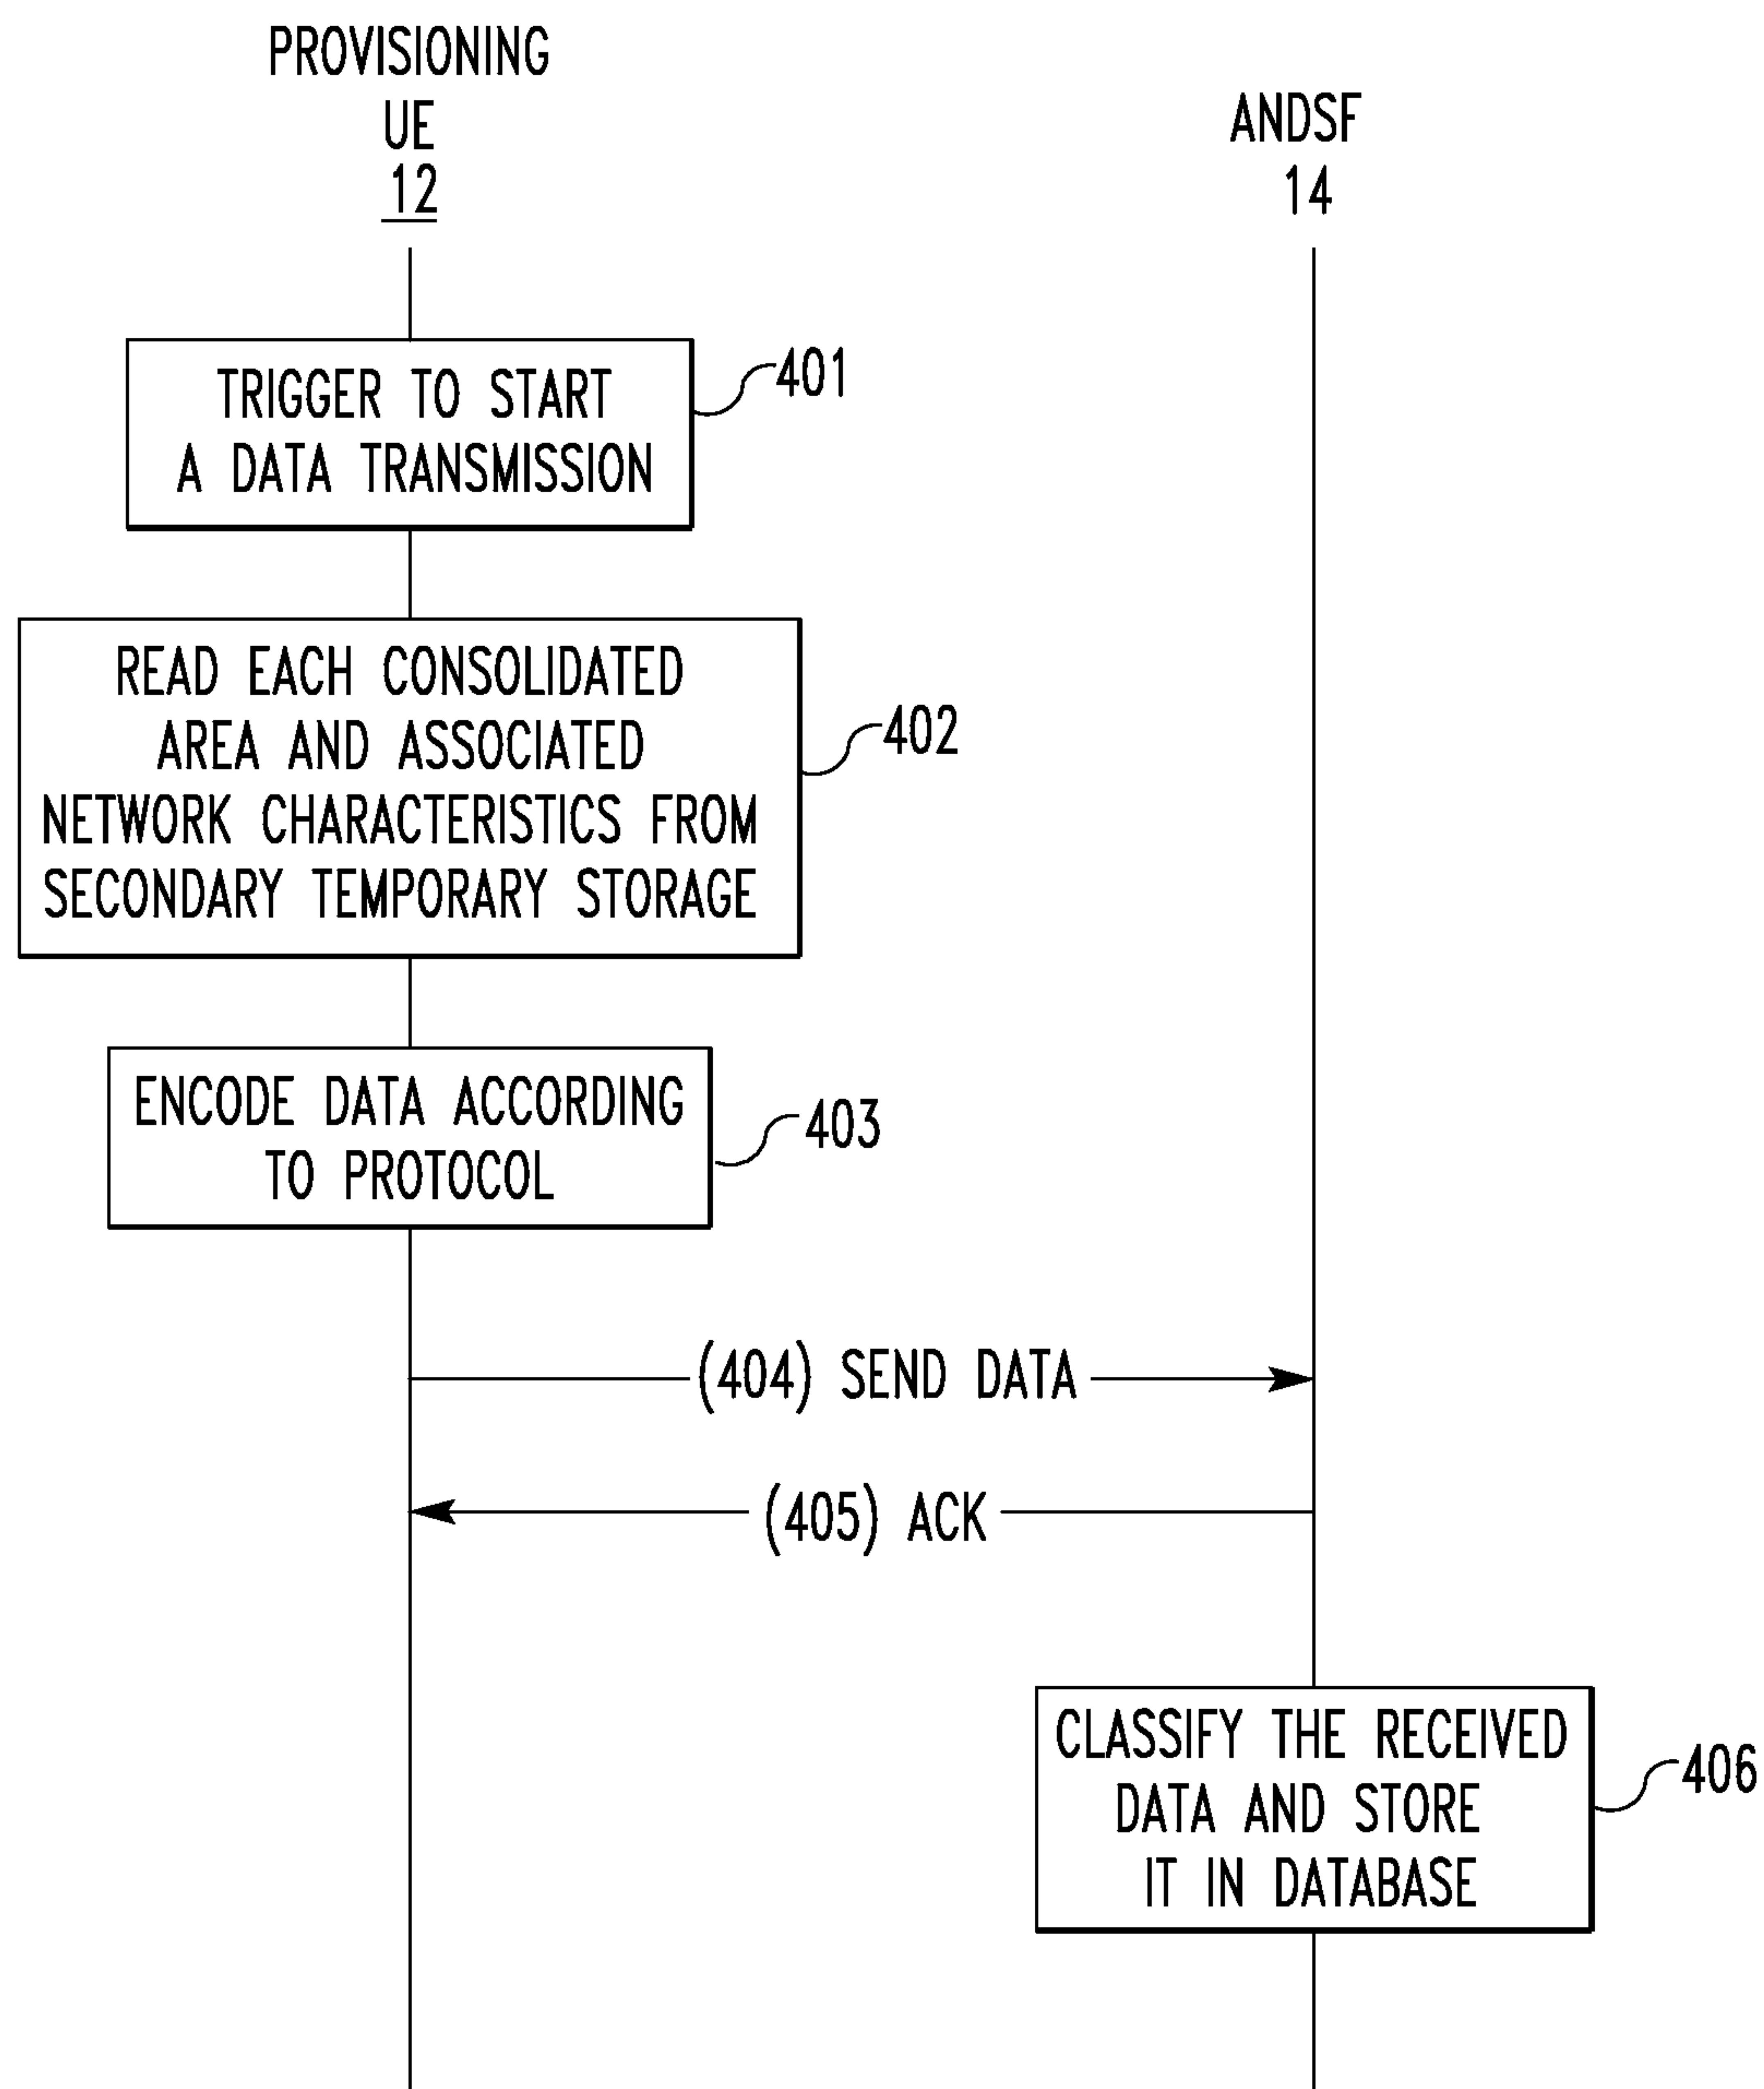 PROVISIONING
UE
12
ANDSF
14
TRIGGER TO START
A DATA TRANSMISSION
401
READ EACH CONSOLIDATED
AREA AND ASSOCIATED
NETWORK CHARACTERISTICS FROM
SECONDARY TEMPORARY STORAGE
402
ENCODE DATA ACCORDING
TO PROTOCOL
403
(404) SEND DATA
(405) ACK
CLASSIFY THE RECEIVED
DATA AND STORE
IT IN DATABASE
406